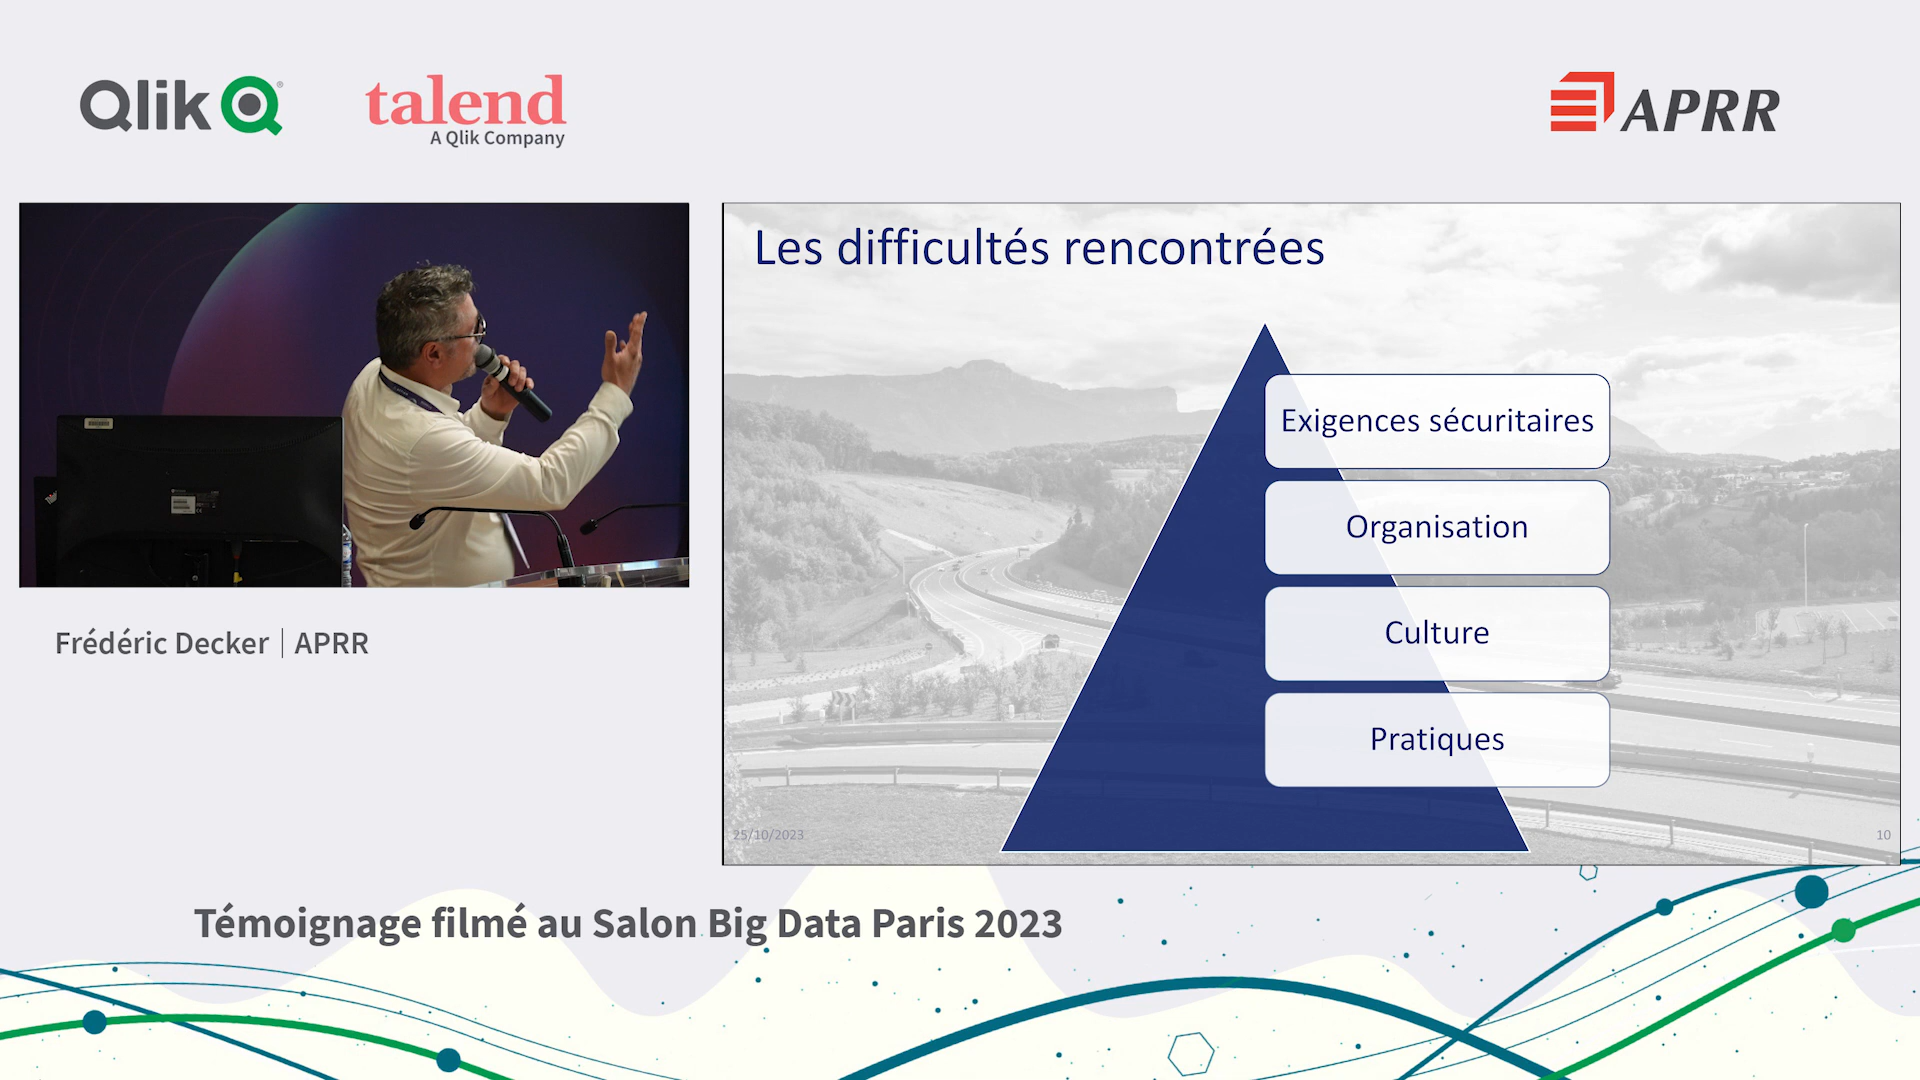 Qlik
talend
A Qlik Company
APRR
Les difficultés rencontrées
Exigences sécuritaires
Organisation
Culture
Pratiques
25/10/2023
10
Frédéric Decker | APRR
Témoignage filmé au Salon Big Data Paris 2023